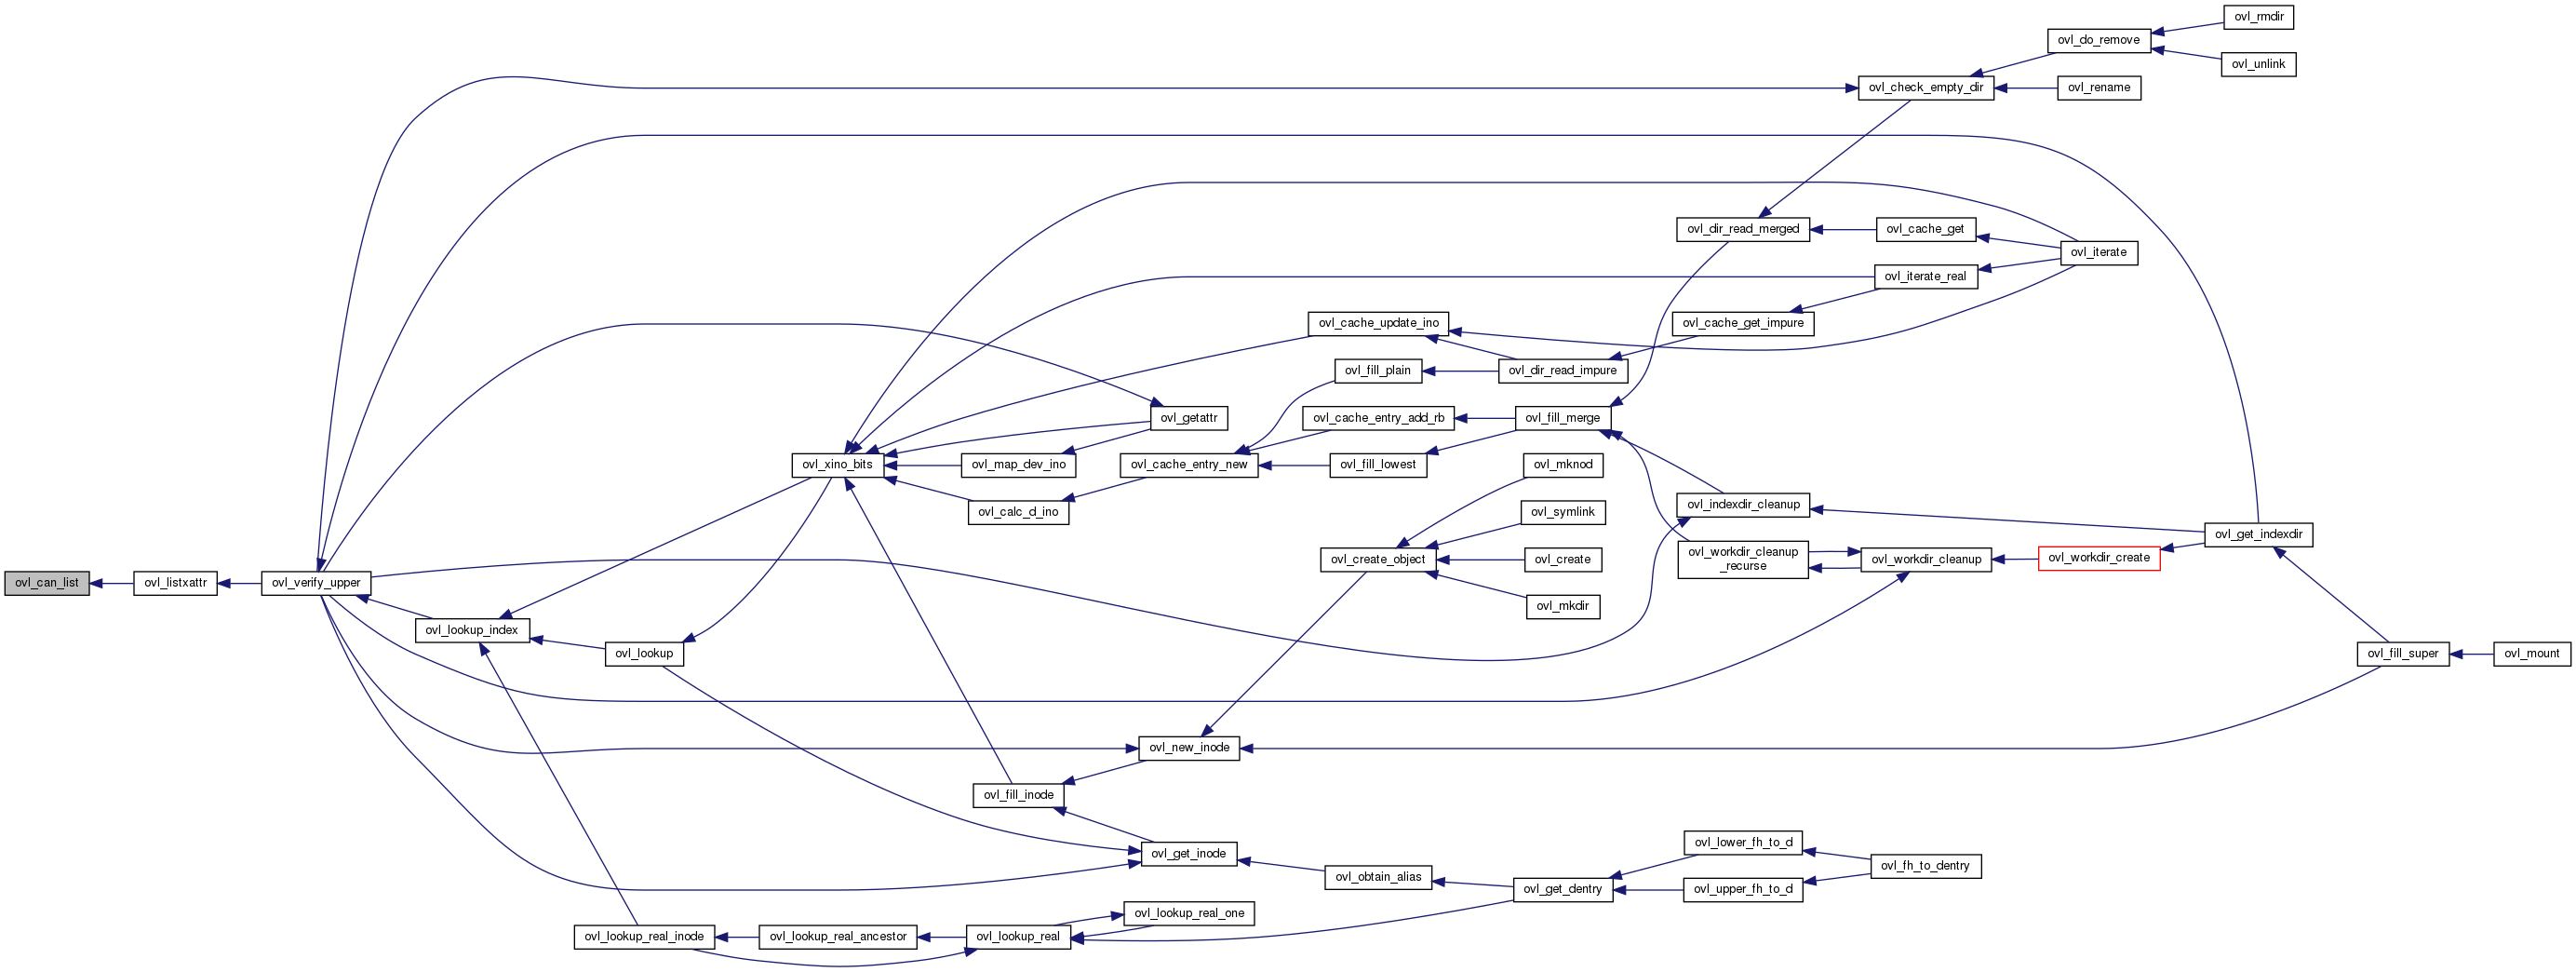 ovl_rmdir
ovl_do_remove
ovl_unlink
ovl_check_empty_dir
ovl_rename
ovl_dir_read_merged
ovl_cache_get
ovl_iterate
ovl_iterate_real
ovl_cache_update_ino
ovl_cache_get_impure
ovl_fill_plain
ovl_dir_read_impure
ovl_getattr
ovl_cache_entry_add_rb
ovl_fill_merge
ovl_xino_bits
ovl_map_dev_ino
ovl_cache_entry_new
ovl_fill_lowest
ovl_mknod
ovl_calc_d_ino
ovl_symlink
ovl_indexdir_cleanup
ovl_get_indexdir
ovl_create_object
ovl_create
ovl_workdir_cleanup
_recurse
ovl_workdir_cleanup
ovl_workdir_create
ovl_can_list
ovl_listxattr
ovl_verify_upper
ovl_mkdir
ovl_lookup_index
ovl_lookup
ovl_fill_super
ovl_mount
ovl_new_inode
ovl_fill_inode
ovl_get_inode
ovl_lower_fh_to_d
ovl_fh_to_dentry
ovl_obtain_alias
ovl_get_dentry
ovl_upper_fh_to_d
ovl_lookup_real_one
ovl_lookup_real_inode
ovl_lookup_real_ancestor
ovl_lookup_real